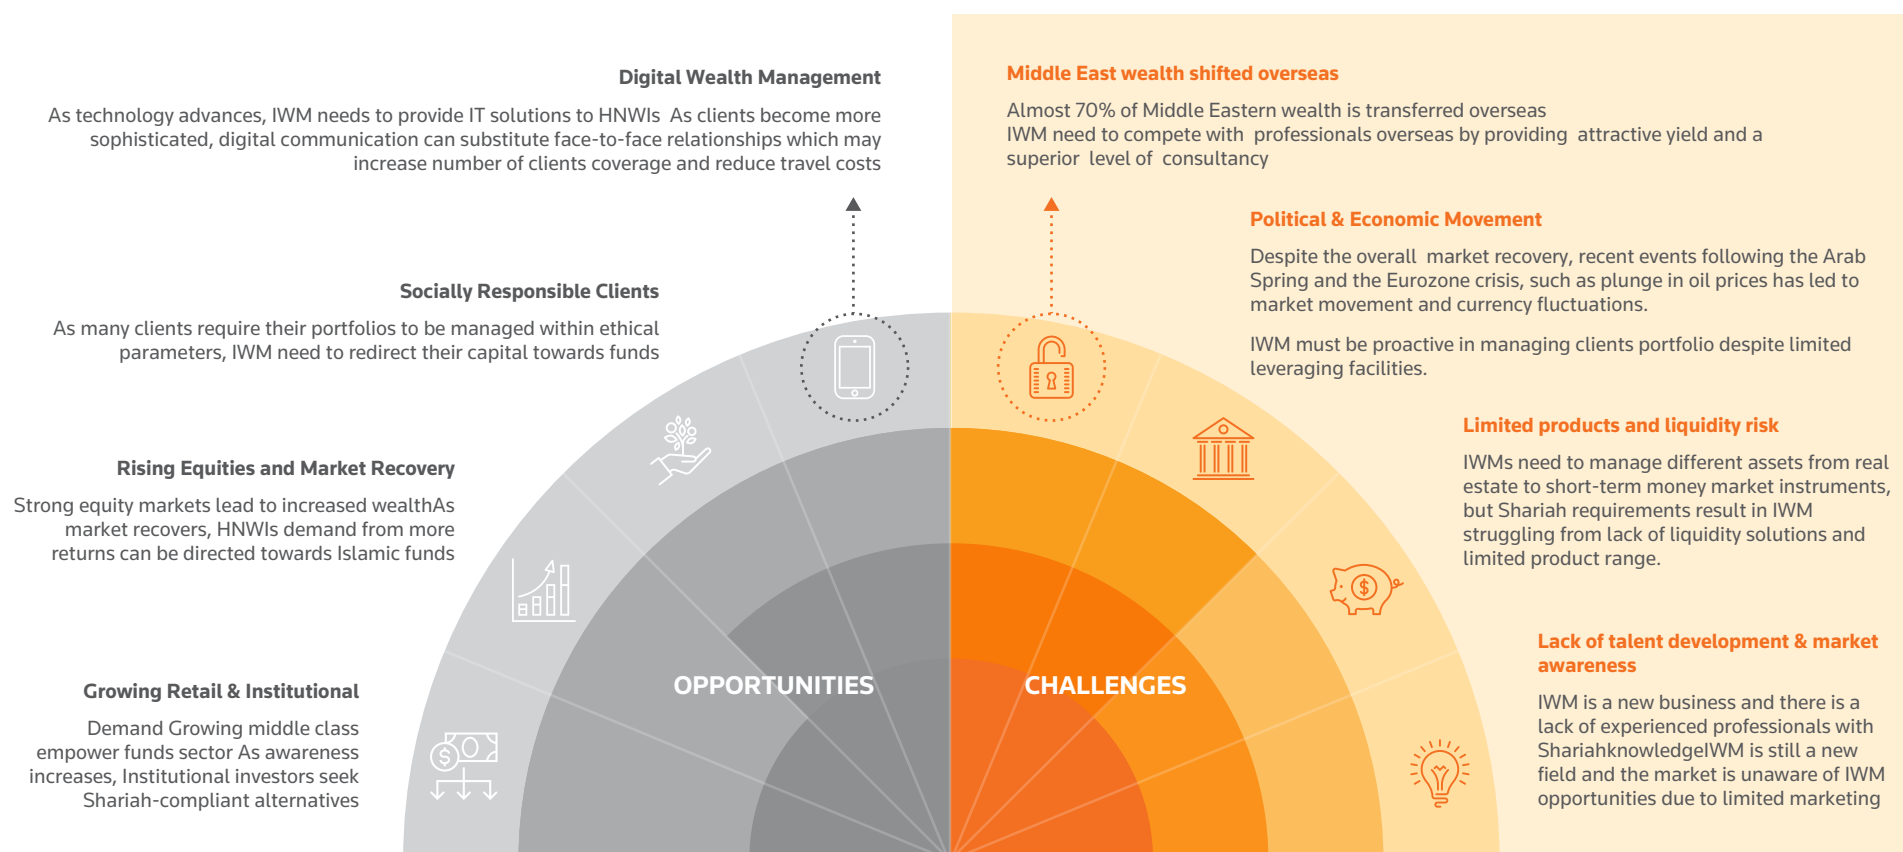 Digital Wealth Management
As technology advances, IWM needs to provide IT solutions to HNWIs As clients become more
sophisticated, digital communication can substitute face-to-face relationships which may
increase number of clients coverage and reduce travel costs
Socially Responsible Clients
As many clients require their portfolios to be managed within ethical
parameters, IWM need to redirect their capital towards funds
Rising Equities and Market Recovery
Strong equity markets lead to increased wealthAs
market recovers, HNWIs demand from more
returns can be directed towards Islamic funds
Growing Retail & Institutional
Demand Growing middle class
empower funds sector As awareness
increases, Institutional investors seek
Shariah-compliant alternatives
OPPORTUNITIES
CHALLENGES
Middle East wealth shifted overseas
Almost 70% of Middle Eastern wealth is transferred overseas
IWM need to compete with professionals overseas by providing attractive yield and a
superior level of consultancy
Political & Economic Movement
Despite the overall market recovery, recent events following the Arab
Spring and the Eurozone crisis, such as plunge in oil prices has led to
market movement and currency fluctuations.
IWM must be proactive in managing clients portfolio despite limited
leveraging facilities.
Limited products and liquidity risk
IWMs need to manage different assets from real
estate to short-term money market instruments,
but Shariah requirements result in IWM
struggling from lack of liquidity solutions and
limited product range.
Lack of talent development & market
awareness
IWM is a new business and there is a
lack of experienced professionals with
ShariahknowledgeIWM is still a new
field and the market is unaware of IWM
opportunities due to limited marketing